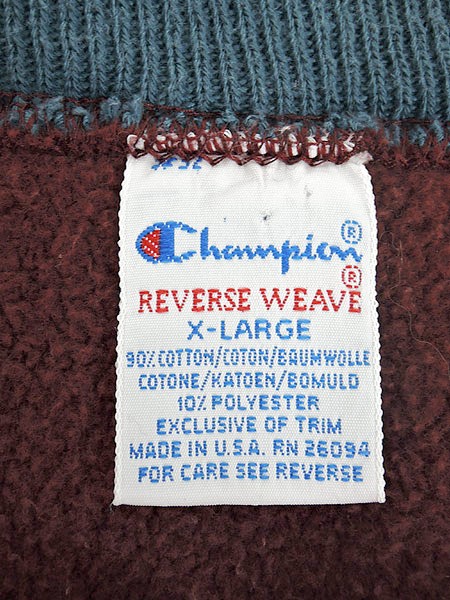 Champion®
®
REVERSE WEAVE
X-LARGE
90% COTTON/COTON/BAUMWOLLE
COTONE/KATOEN/BOMULD
10% POLYESTER
EXCLUSIVE OF TRIM
MADE IN U.S.A. RN 26094
FOR CARE SEE REVERSE